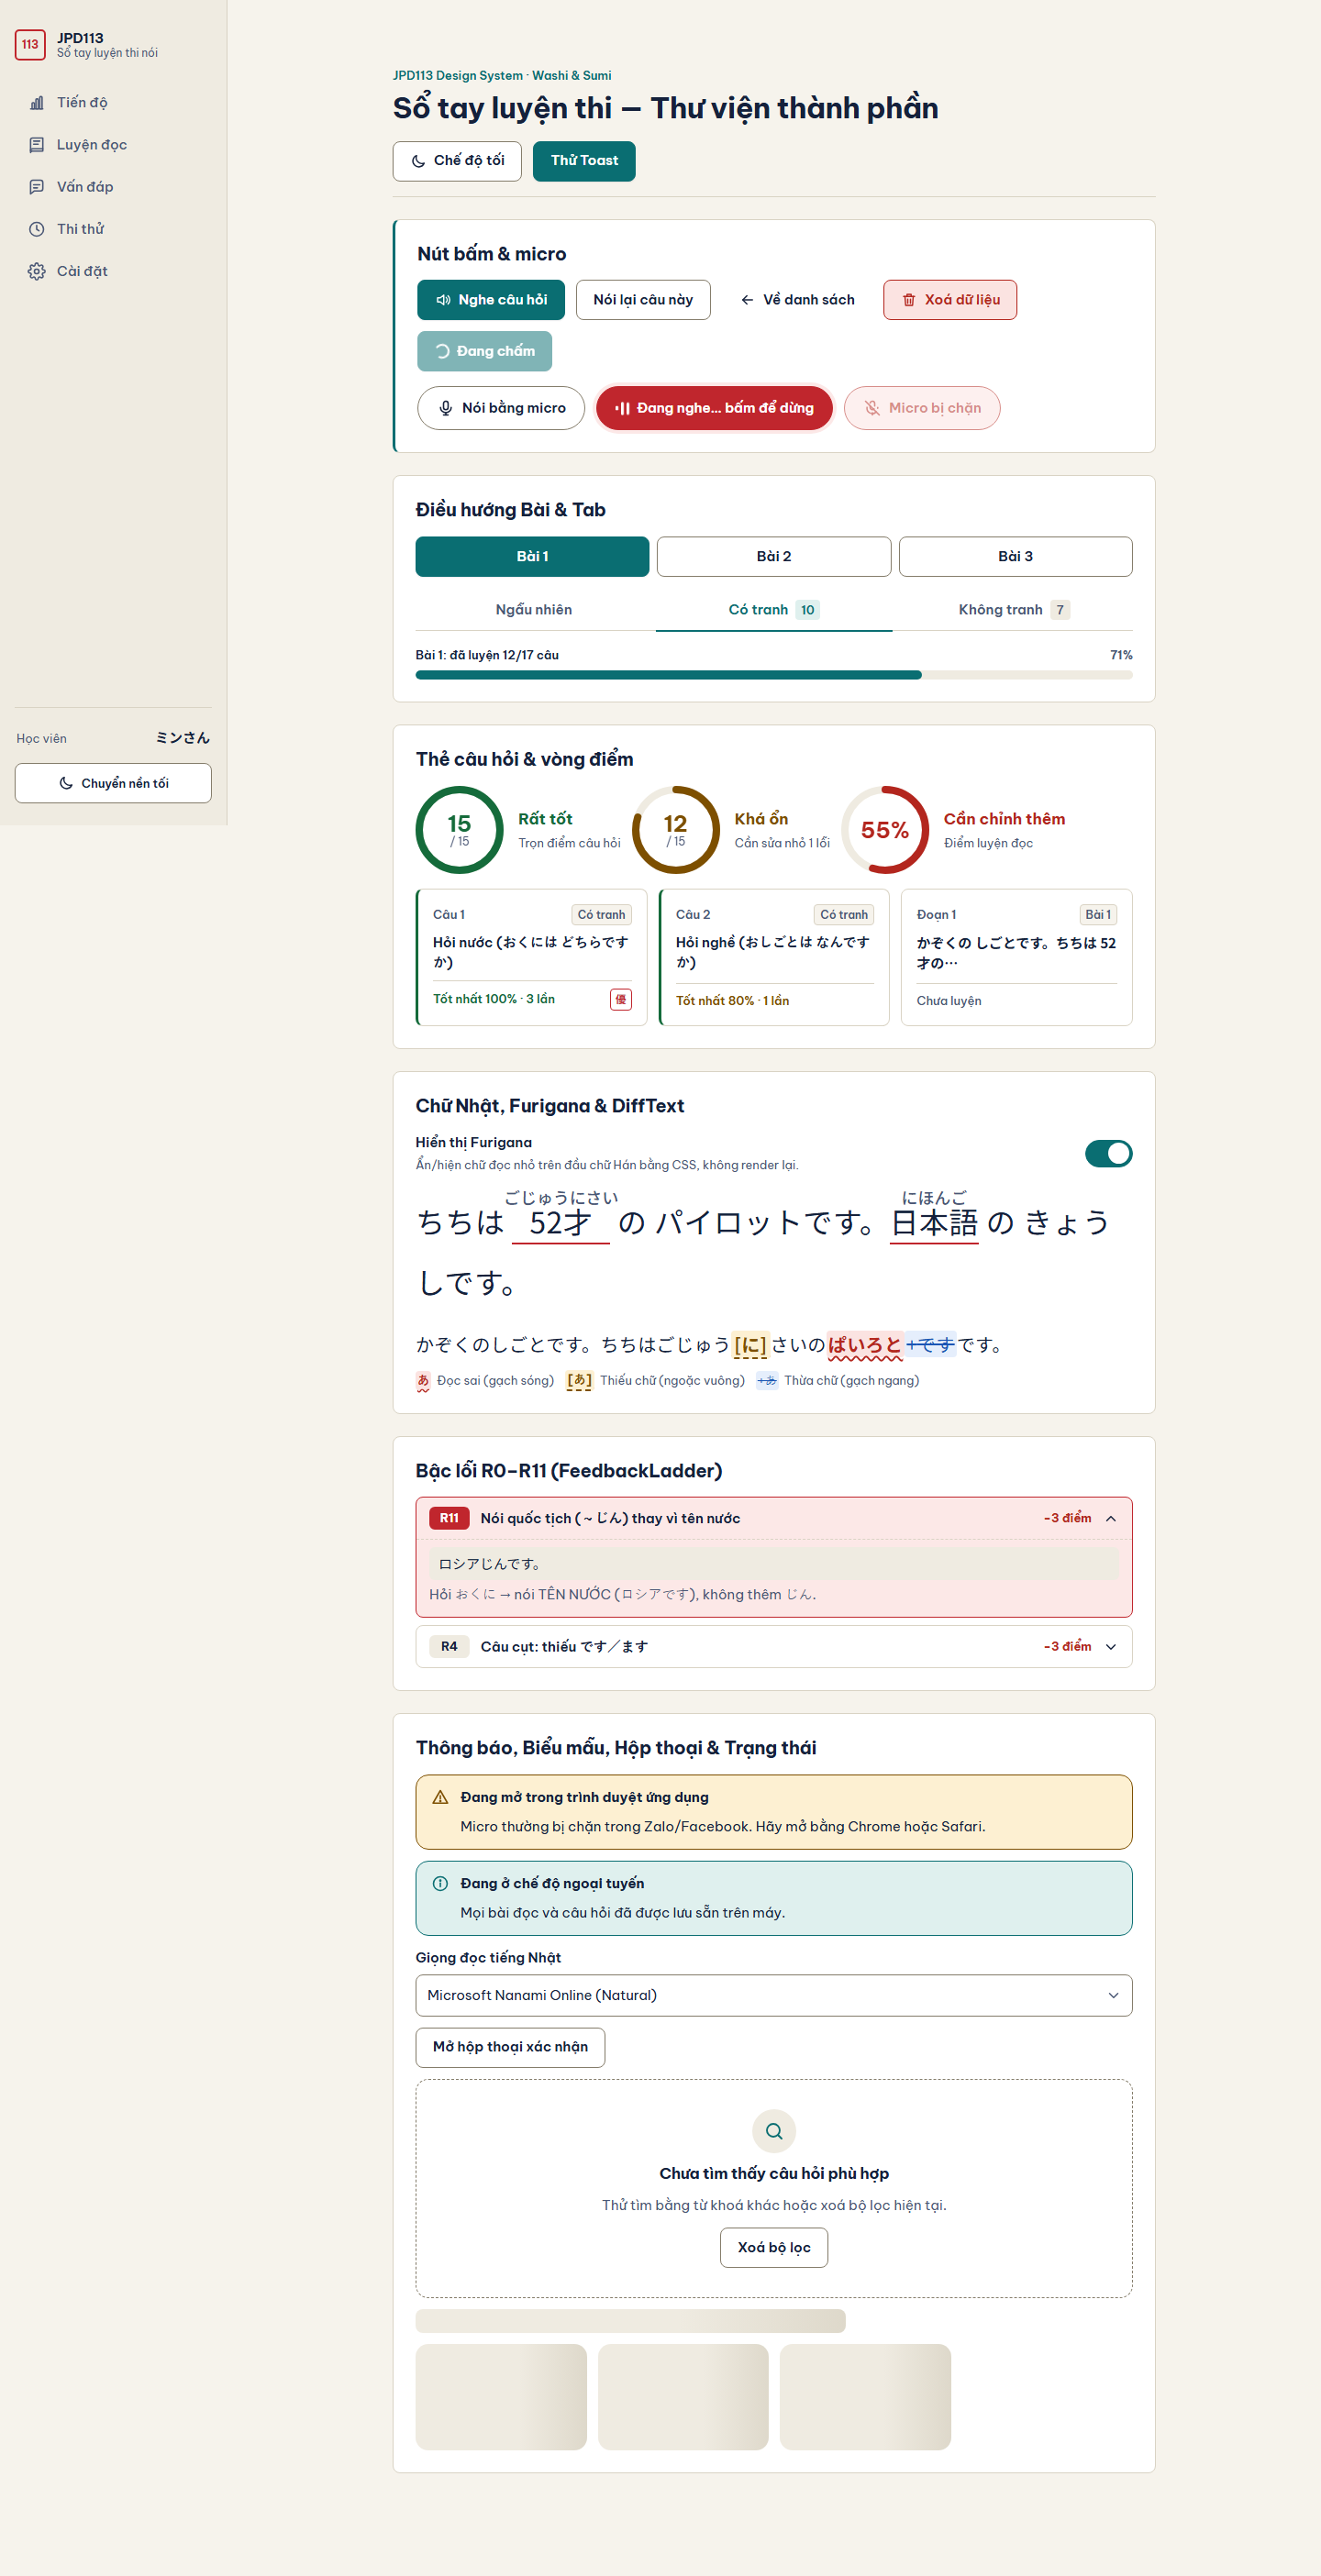 113
JPD113
Sổ tay luyện thi nói
Tiến độ
Luyện đọc
Vấn đáp
Thi thử
Cài đặt
Học viên
ミンさん
Chuyển nền tối
JPD113 Design System · Washi & Sumi
Sổ tay luyện thi — Thư viện thành phần
Chế độ tối
Thử Toast
Nút bấm & micro
Nghe câu hỏi
Nói lại câu này
Về danh sách
Xoá dữ liệu
Đang chấm
Nói bằng micro
Đang nghe... bấm để dừng
Micro bị chặn
Điều hướng Bài & Tab
Bài 1
Bài 2
Bài 3
Ngẫu nhiên
Có tranh 10
Không tranh 7
Bài 1: đã luyện 12/17 câu
71%
Thẻ câu hỏi & vòng điểm
15
/ 15
Rất tốt
Trọn điểm câu hỏi
12
/ 15
Khá ổn
Cần sửa nhỏ 1 lỗi
55%
Cần chỉnh thêm
Điểm luyện đọc
Câu 1
Có tranh
Hỏi nước (おくには どちらです
か)
Tốt nhất 100% · 3 lần
優
Câu 2
Có tranh
Hỏi nghề (おしごとは なんです
か)
Tốt nhất 80% · 1 lần
Đoạn 1
Bài 1
かぞくの しごとです。ちちは 52
才の…
Chưa luyện
Chữ Nhật, Furigana & DiffText
Hiển thị Furigana
Ẩn/hiện chữ đọc nhỏ trên đầu chữ Hán bằng CSS, không render lại.
ごじゅうにさい
にほんご
ちちは 52才 の パイロットです。日本語 の きょう
しです。
かぞくのしごとです。ちちはごじゅう[に]さいのぱいろと+ですです。
あ Đọc sai (gạch sóng)
[あ] Thiếu chữ (ngoặc vuông)
+あ Thừa chữ (gạch ngang)
Bậc lỗi R0–R11 (FeedbackLadder)
R11
Nói quốc tịch (～じん) thay vì tên nước
-3 điểm
ロシアじんです。
Hỏi おくに → nói TÊN NƯỚC (ロシアです), không thêm じん.
R4
Câu cụt: thiếu です／ます
-3 điểm
Thông báo, Biểu mẫu, Hộp thoại & Trạng thái
Đang mở trong trình duyệt ứng dụng
Micro thường bị chặn trong Zalo/Facebook. Hãy mở bằng Chrome hoặc Safari.
Đang ở chế độ ngoại tuyến
Mọi bài đọc và câu hỏi đã được lưu sẵn trên máy.
Giọng đọc tiếng Nhật
Microsoft Nanami Online (Natural)
Mở hộp thoại xác nhận
Chưa tìm thấy câu hỏi phù hợp
Thử tìm bằng từ khoá khác hoặc xoá bộ lọc hiện tại.
Xoá bộ lọc